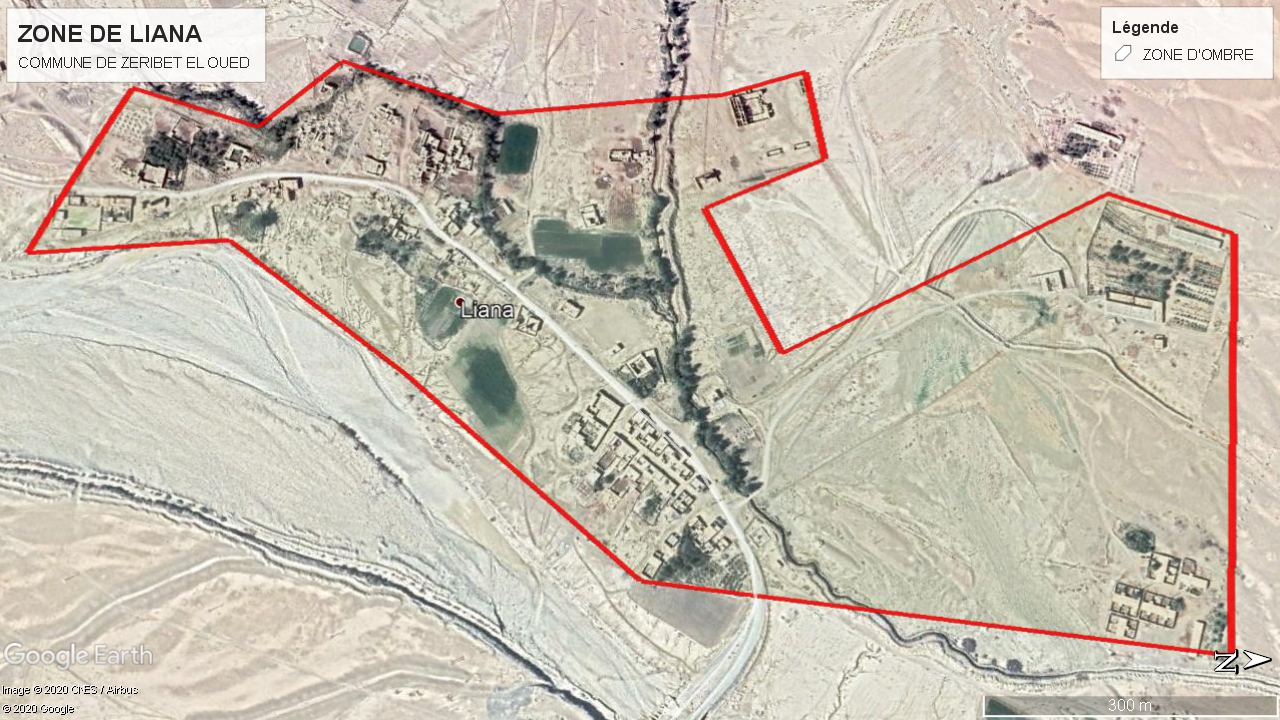 ZONE DE LIANA
COMMUNE DE ZERIBET EL OUED
Légende
ZONE D'OMBRE
Liana
Google Earth
Image © 2020 CNES / Airbus
© 2020 Google
N
300 m